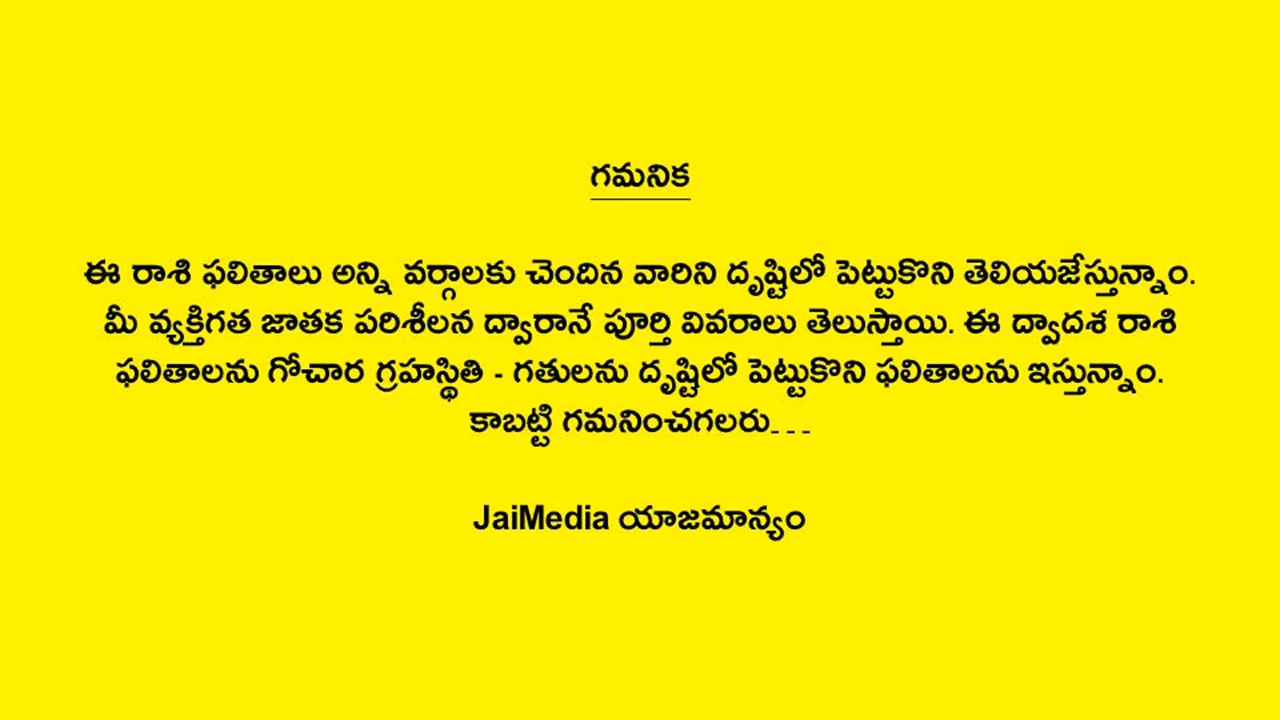 గమనిక
ఈ రాశి ఫలితాలు అన్ని వర్గాలకు చెందిన వారిని దృష్టిలో పెట్టుకొని తెలియజేస్తున్నాం.
మీ వ్యక్తిగత జాతక పరిశీలన ద్వారానే పూర్తి వివరాలు తెలుస్తాయి. ఈ ద్వాదశ రాశి
ఫలితాలను గోచార గ్రహస్థితి - గతులను దృష్టిలో పెట్టుకొని ఫలితాలను ఇస్తున్నాం.
కాబట్టి గమనించగలరు...
JaiMedia యాజమాన్యం